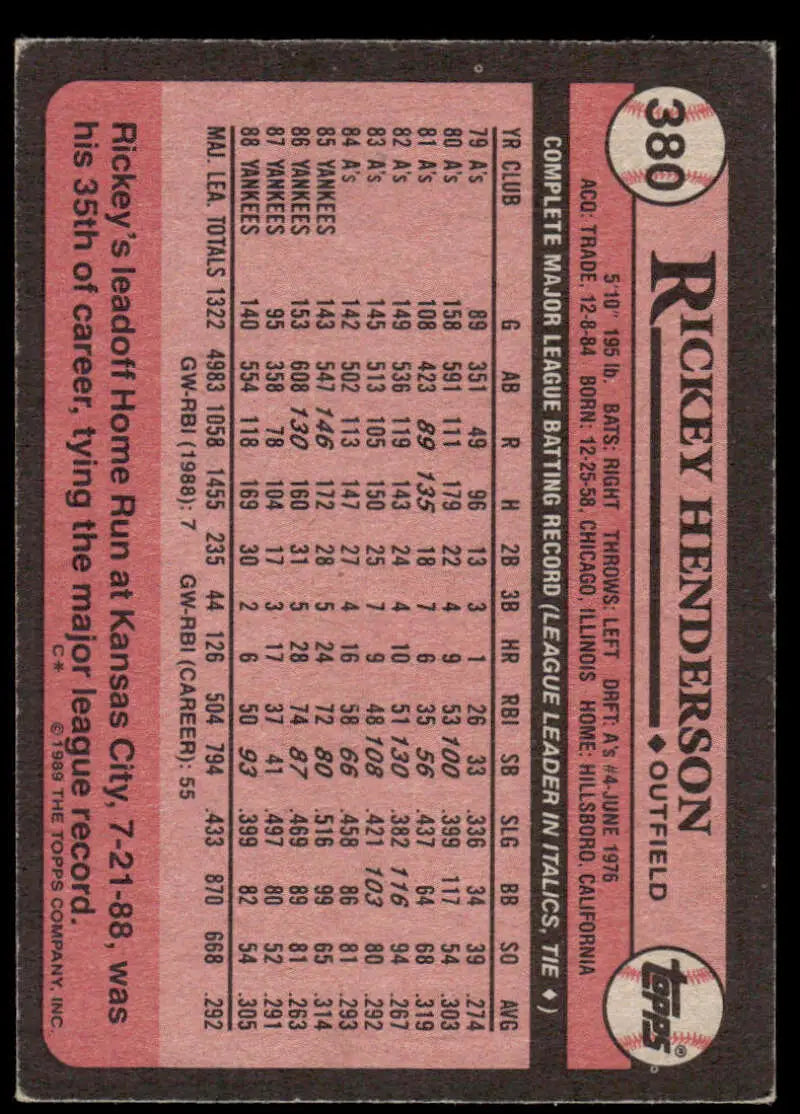 380
RICKEY HENDERSON ◆ OUTFIELD
TOPPS®
5'10" 195 lb. BATS: RIGHT THROWS: LEFT DRFT: A's #4-JUNE 1976
ACQ: TRADE, 12-8-84 BORN: 12-25-58, CHICAGO, ILLINOIS HOME: HILLSBORO, CALIFORNIA
COMPLETE MAJOR LEAGUE BATTING RECORD (LEAGUE LEADER IN ITALICS, TIE ♦)
YR CLUB G AB R H 2B 3B HR RBI SB SLG BB SO AVG
79 A's 89 351 49 96 13 3 1 26 33 .336 34 39 .274
80 A's 158 591 111 179 22 4 9 53 100 .399 117 54 .303
81 A's 108 423 89 135 18 7 6 35 56 .437 64 68 .319
82 A's 149 536 119 143 24 4 10 51 130 .382 116 94 .267
83 A's 145 513 105 150 25 7 9 48 108 .421 103 80 .292
84 A's 142 502 113 147 27 4 16 58 66 .458 86 81 .293
85 YANKEES 143 547 146 172 28 5 24 72 80 .516 99 65 .314
86 YANKEES 153 608 130 160 31 5 28 74 87 .469 89 81 .263
87 YANKEES 95 358 78 104 17 3 17 37 41 .497 80 52 .291
88 YANKEES 140 554 118 169 30 2 6 50 93 .399 82 54 .305
MAJ. LEA. TOTALS 1322 4983 1058 1455 235 44 126 504 794 .433 870 668 .292
GW-RBI (1988): 7 GW-RBI (CAREER): 55
Rickey's leadoff Home Run at Kansas City, 7-21-88, was
his 35th of career, tying the major league record.
C* ©1989 THE TOPPS COMPANY, INC.